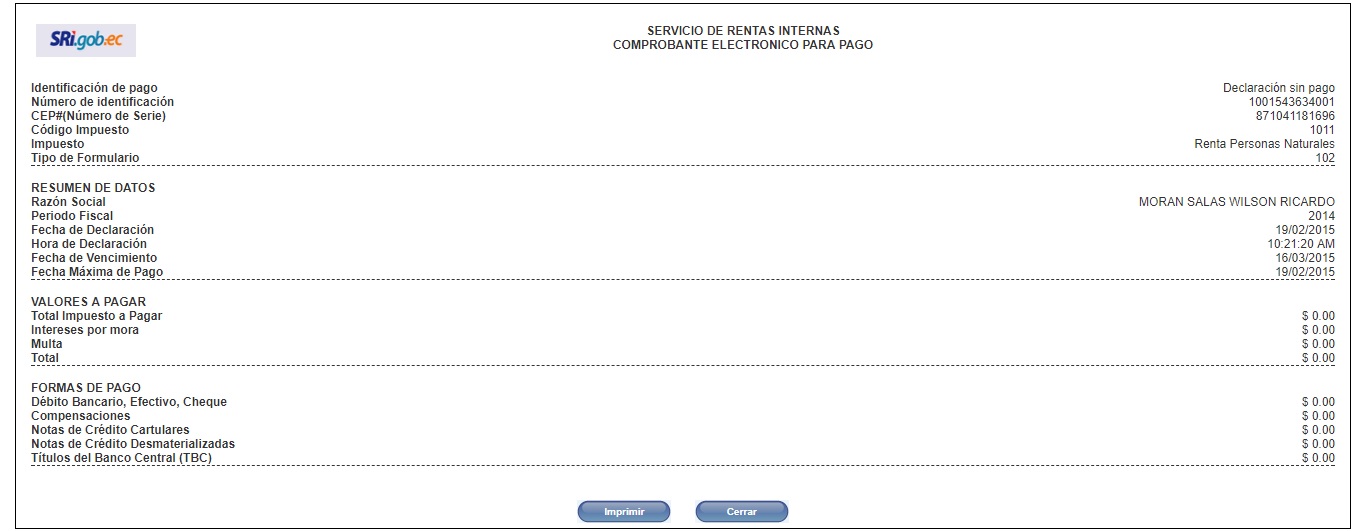 SRi.gob.ec
SERVICIO DE RENTAS INTERNAS
COMPROBANTE ELECTRONICO PARA PAGO
Identificación de pago Declaración sin pago
Número de identificación 1001543634001
CEP#(Número de Serie) 871041181696
Código Impuesto 1011
Impuesto Renta Personas Naturales
Tipo de Formulario 102
RESUMEN DE DATOS
Razón Social MORAN SALAS WILSON RICARDO
Periodo Fiscal 2014
Fecha de Declaración 19/02/2015
Hora de Declaración 10:21:20 AM
Fecha de Vencimiento 16/03/2015
Fecha Máxima de Pago 19/02/2015
VALORES A PAGAR
Total Impuesto a Pagar $ 0.00
Intereses por mora $ 0.00
Multa $ 0.00
Total $ 0.00
FORMAS DE PAGO
Débito Bancario, Efectivo, Cheque $ 0.00
Compensaciones $ 0.00
Notas de Crédito Cartulares $ 0.00
Notas de Crédito Desmaterializadas $ 0.00
Títulos del Banco Central (TBC) $ 0.00
Imprimir Cerrar